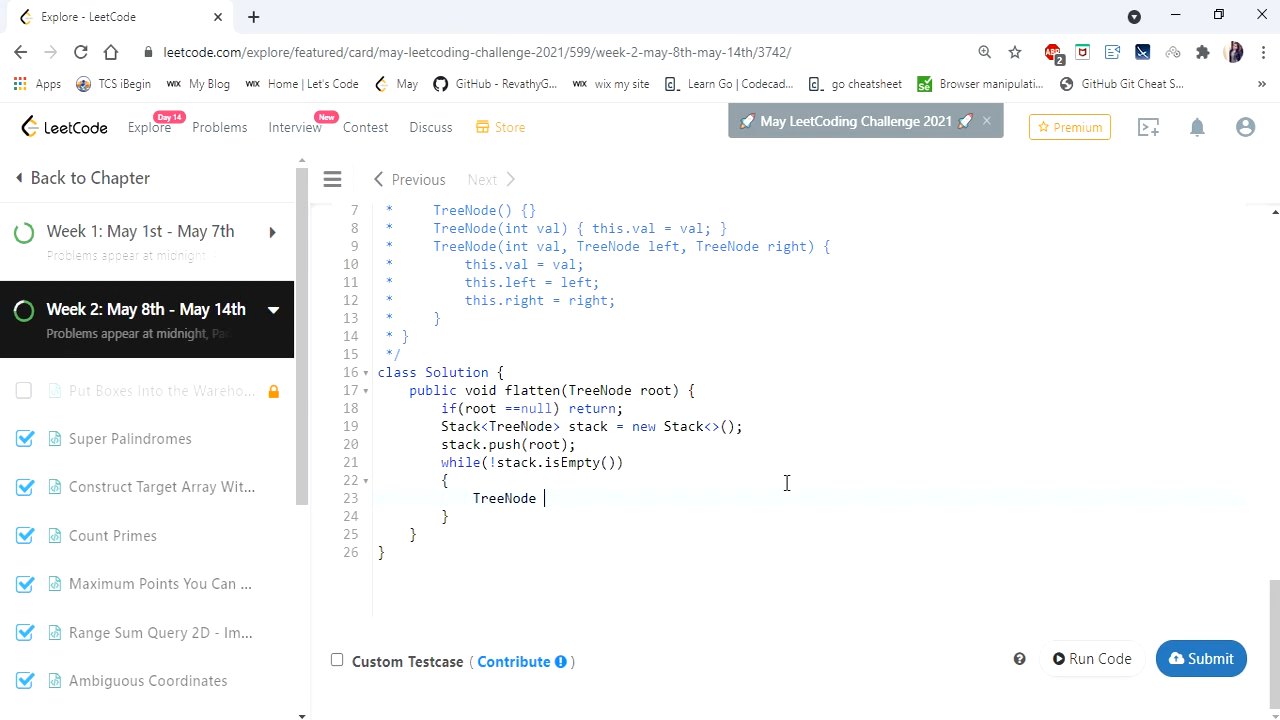 Explore - LeetCode
leetcode.com/explore/featured/card/may-leetcoding-challenge-2021/599/week-2-may-8th-may-14th/3742/
ABP 2
Apps TCS iBegin WIX My Blog WIX Home | Let's Code May GitHub - RevathyG... WIX wix my site Learn Go | Codecad... go cheatsheet Se Browser manipulati... GitHub Git Cheat S... »
LeetCode Explore Day 14 Problems Interview New Contest Discuss Store May LeetCoding Challenge 2021 × Premium
Back to Chapter
Previous Next
Week 1: May 1st - May 7th
Problems appear at midnight
Week 2: May 8th - May 14th
Problems appear at midnight,
Put Boxes Into the Wareho...
Super Palindromes
Construct Target Array Wit...
Count Primes
Maximum Points You Can ...
Range Sum Query 2D - Im...
Ambiguous Coordinates
7 * TreeNode() {}
8 * TreeNode(int val) { this.val = val; }
9 * TreeNode(int val, TreeNode left, TreeNode right) {
10 * this.val = val;
11 * this.left = left;
12 * this.right = right;
13 * }
14 * }
15 */
16 class Solution {
17 public void flatten(TreeNode root) {
18 if(root ==null) return;
19 Stack<TreeNode> stack = new Stack<>();
20 stack.push(root);
21 while(!stack.isEmpty())
22 {
23 TreeNode
24 }
25 }
26 }
Custom Testcase ( Contribute )
? Run Code Submit